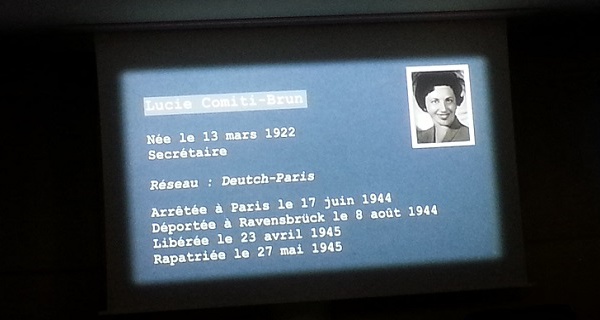 Lucie Comiti-Brun
Née le 13 mars 1922
Secrétaire
Réseau : Deutch-Paris
Arrêtée à Paris le 17 juin 1944
Déportée à Ravensbrück le 8 août 1944
Libérée le 23 avril 1945
Rapatriée le 27 mai 1945